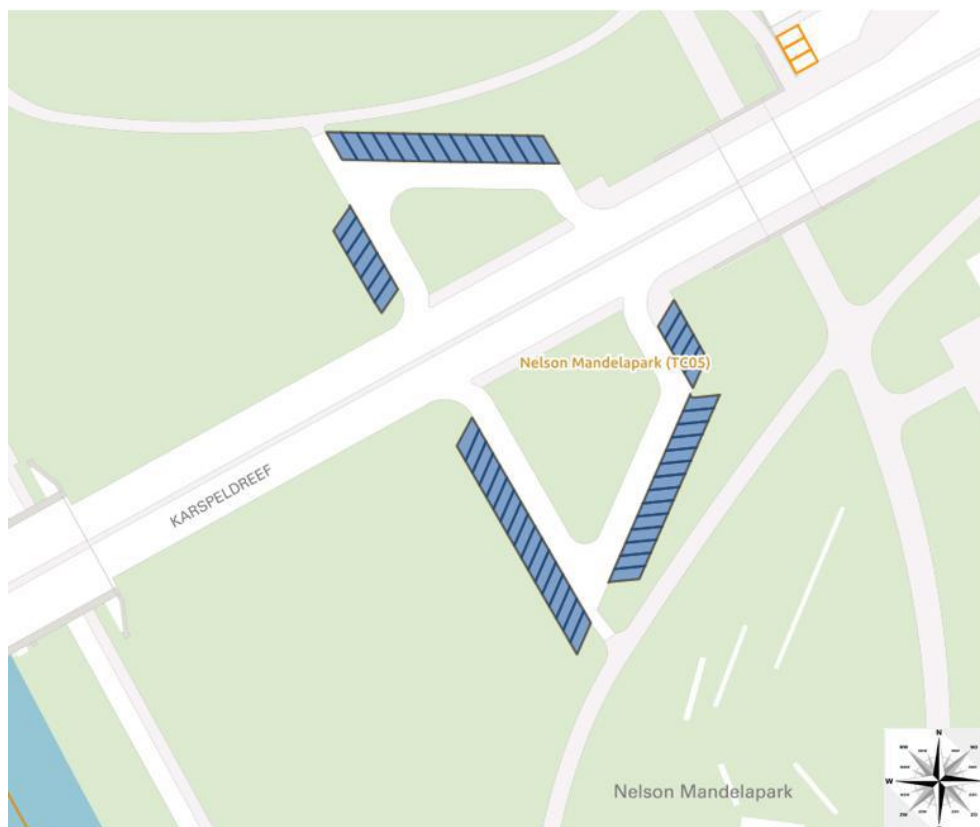 Nelson Mandelapark (TC05)
KARSPELDREEF
Nelson Mandelapark
N
W